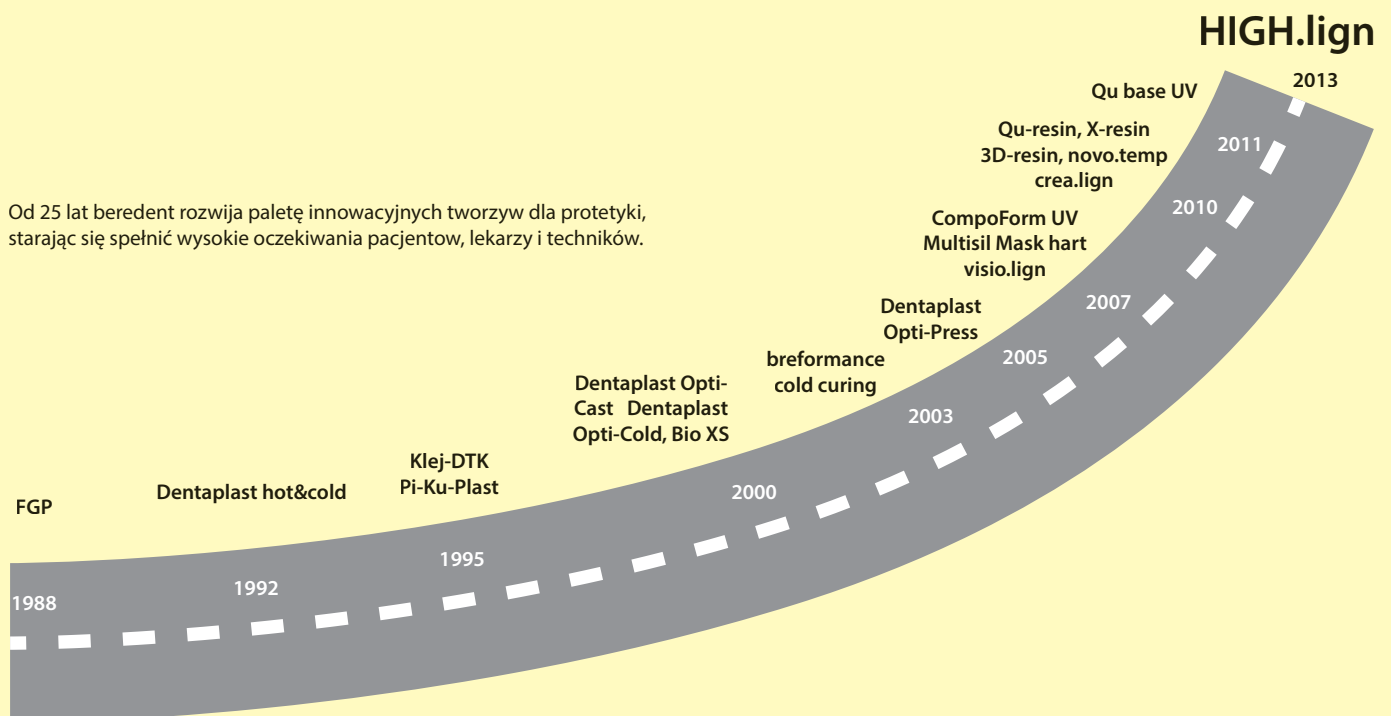 HIGH.lign
2013
Qu base UV
2011
Qu-resin, X-resin
3D-resin, novo.temp
crea.lign
2010
Od 25 lat beredent rozwija paletę innowacyjnych tworzyw dla protetyki,
starając się spełnić wysokie oczekiwania pacjentow, lekarzy i techników.
CompoForm UV
Multisil Mask hart
visio.lign
2007
Dentaplast
Opti-Press
2005
breformance
cold curing
2003
Dentaplast Opti-
Cast Dentaplast
Opti-Cold, Bio XS
2000
Klej-DTK
Pi-Ku-Plast
1995
Dentaplast hot&cold
1992
FGP
1988